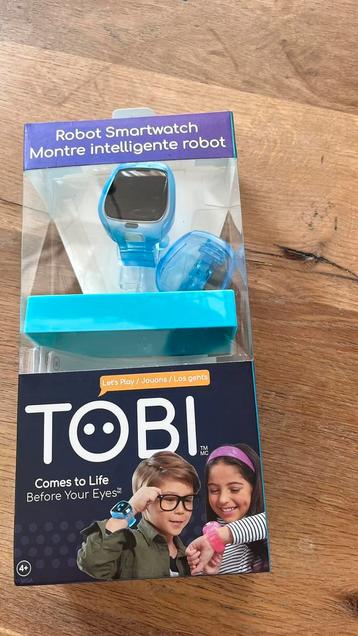 Robot Smartwatch
Montre intelligente robot
Let's Play / Jouons / Los gehts
TOBI TM MC
Comes to Life
Before Your Eyes
4+